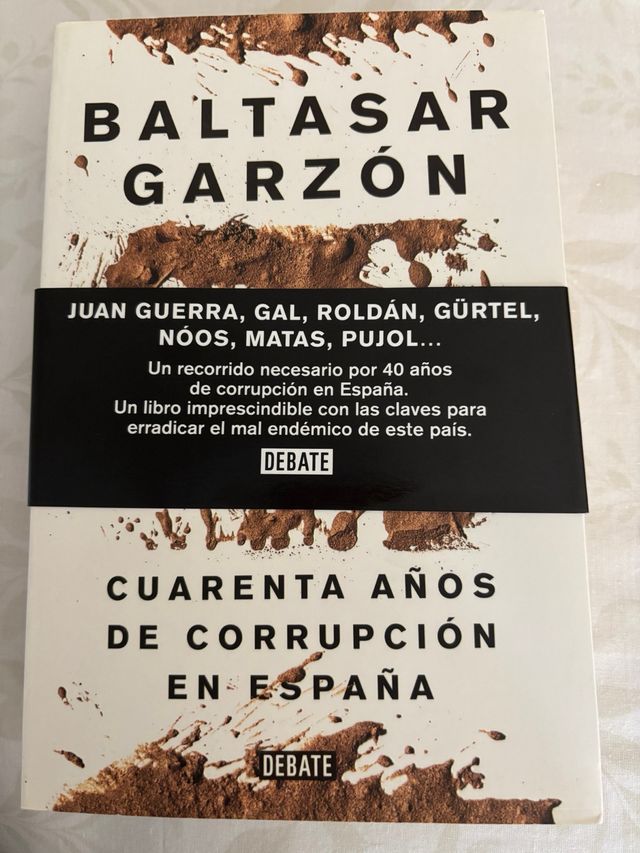 BALTASAR
GARZÓN
JUAN GUERRA, GAL, ROLDÁN, GÜRTEL,
NÓOS, MATAS, PUJOL...
Un recorrido necesario por 40 años
de corrupción en España.
Un libro imprescindible con las claves para
erradicar el mal endémico de este país.
DEBATE
CUARENTA AÑOS
DE CORRUPCIÓN
EN ESPAÑA
DEBATE